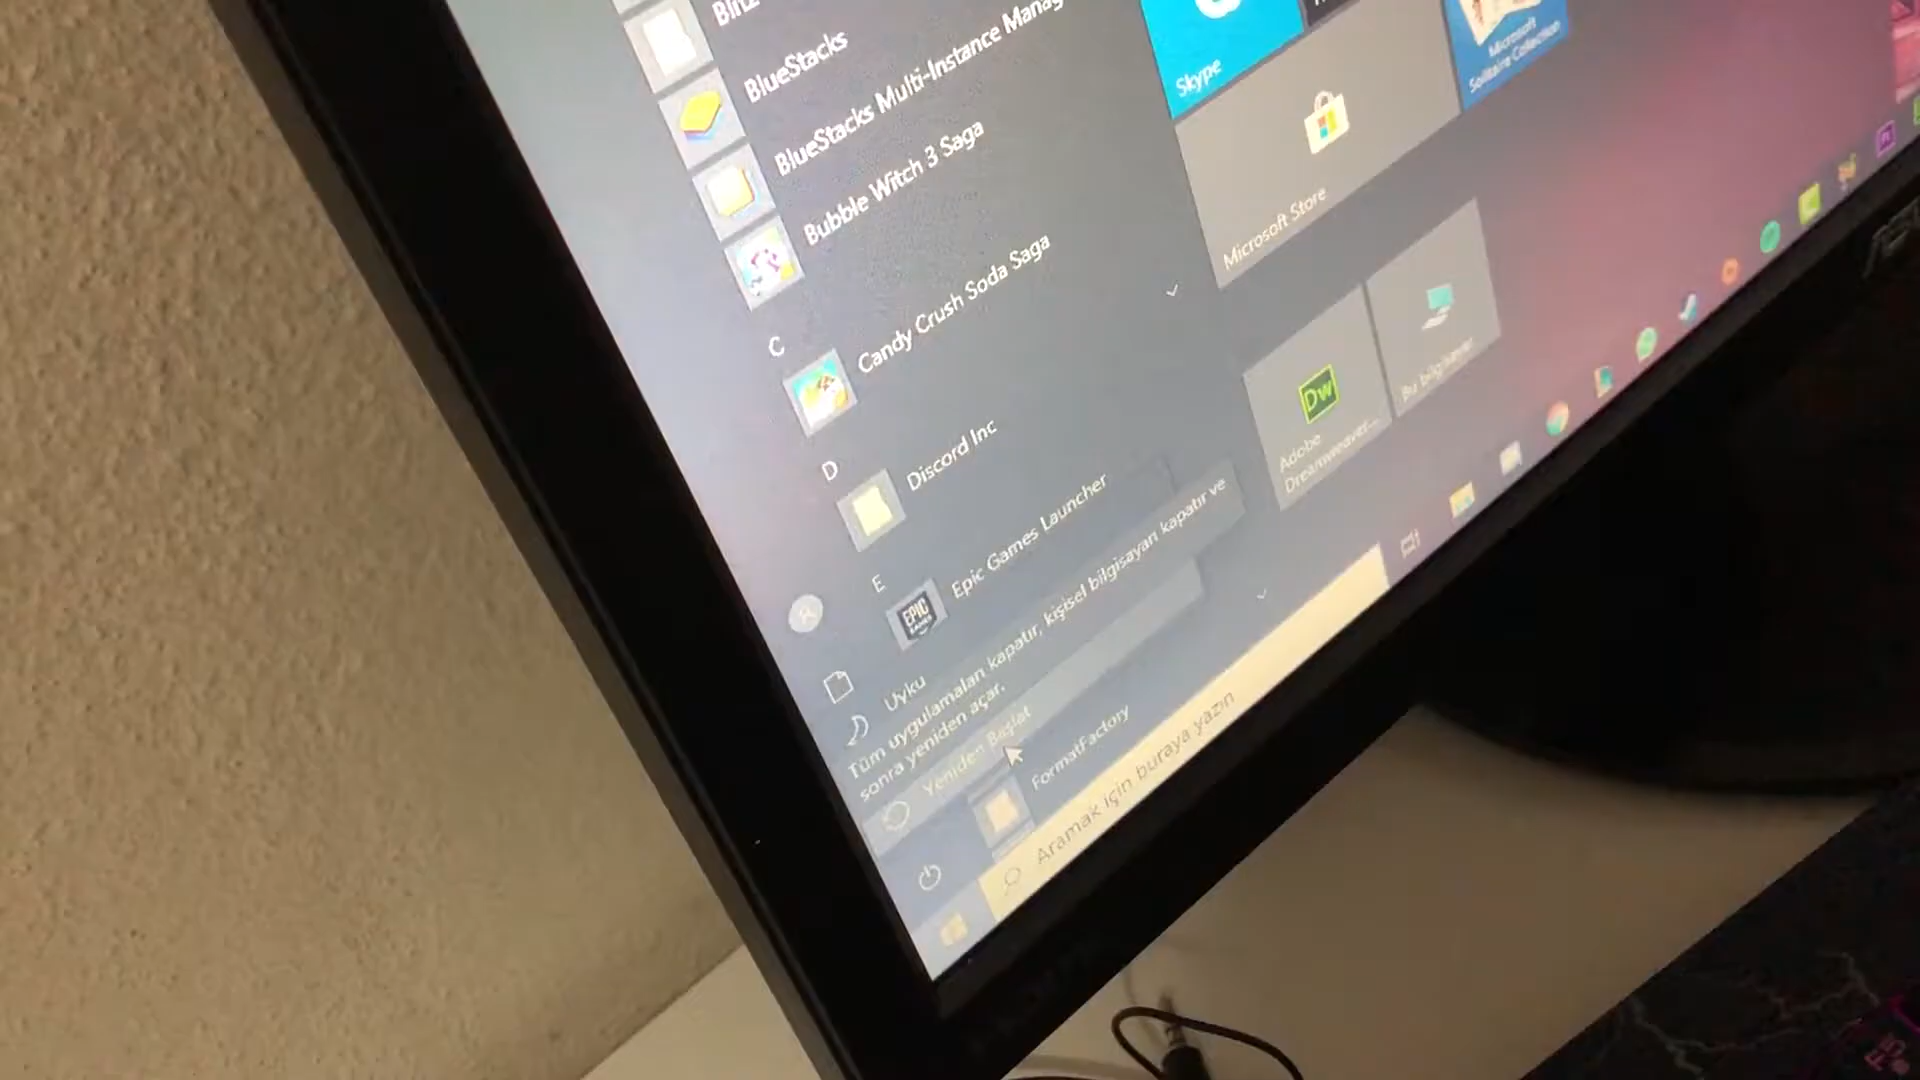 BlueStacks
BlueStacks Multi-Instance Manag
Bubble Witch 3 Saga
C
Candy Crush Soda Saga
D
Discord Inc
E
EPIC
GAMES
Epic Games Launcher
Uyku
Tüm uygulamaları kapatır, kişisel bilgisayarı kapatır ve
sonra yeniden açar.
Yeniden Başlat
FormatFactory
Aramak için buraya yazın
Skype
Microsoft
Solitaire Collection
Microsoft Store
Dw
Adobe
Dreamweaver...
Bu bilgisayar